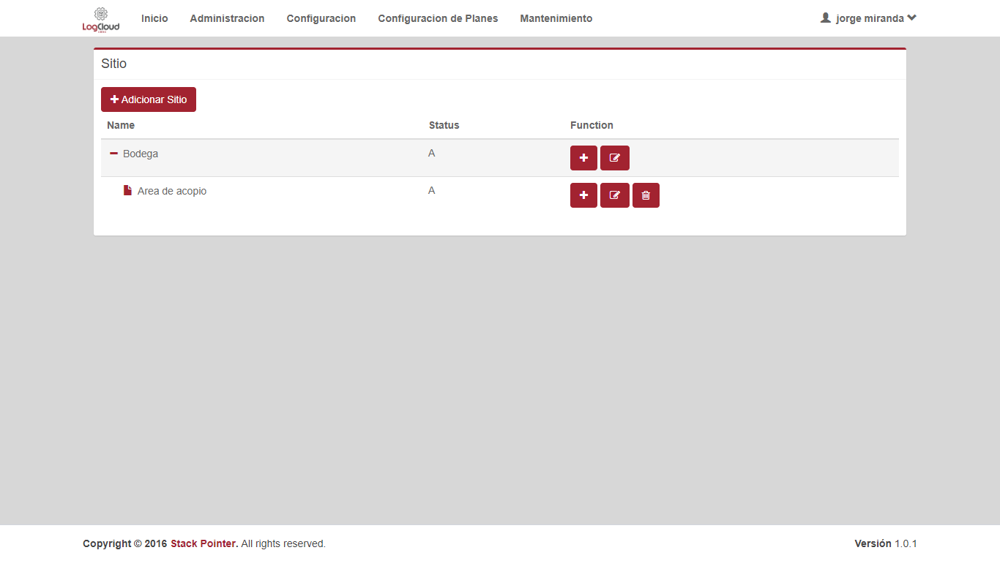 LogCloud
Inicio Administracion Configuracion Configuracion de Planes Mantenimiento jorge miranda
Sitio
Adicionar Sitio
Name Status Function
Bodega A
Area de acopio A
Copyright © 2016 Stack Pointer. All rights reserved. Versión 1.0.1